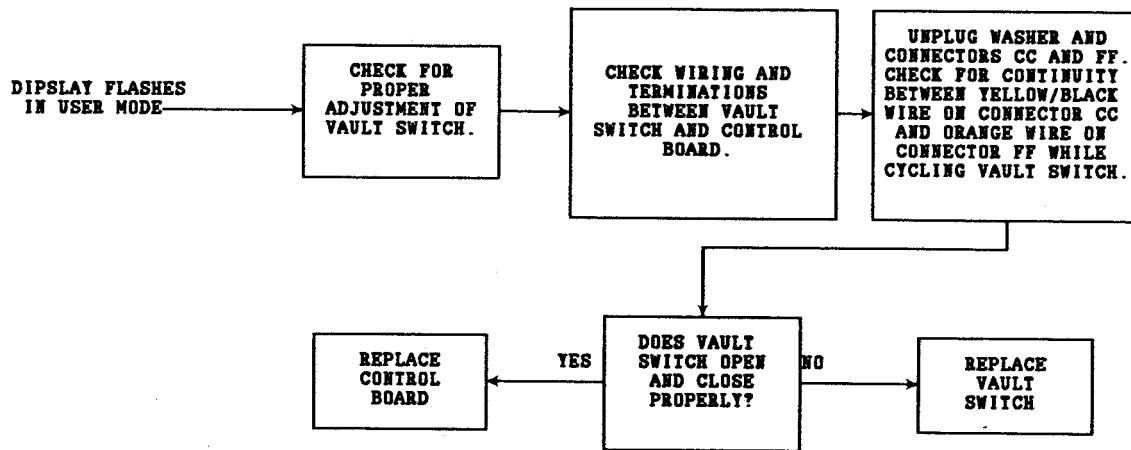 DIPSLAY FLASHES
IN USER MODE
CHECK FOR
PROPER
ADJUSTMENT OF
VAULT SWITCH.
CHECK WIRING AND
TERMINATIONS
BETWEEN VAULT
SWITCH AND CONTROL
BOARD.
UNPLUG WASHER AND
CONNECTORS CC AND FF.
CHECK FOR CONTINUITY
BETWEEN YELLOW/BLACK
WIRE ON CONNECTOR CC
AND ORANGE WIRE ON
CONNECTOR FF WHILE
CYCLING VAULT SWITCH.
DOES VAULT
SWITCH OPEN
AND CLOSE
PROPERLY?
YES
REPLACE
CONTROL
BOARD
NO
REPLACE
VAULT
SWITCH